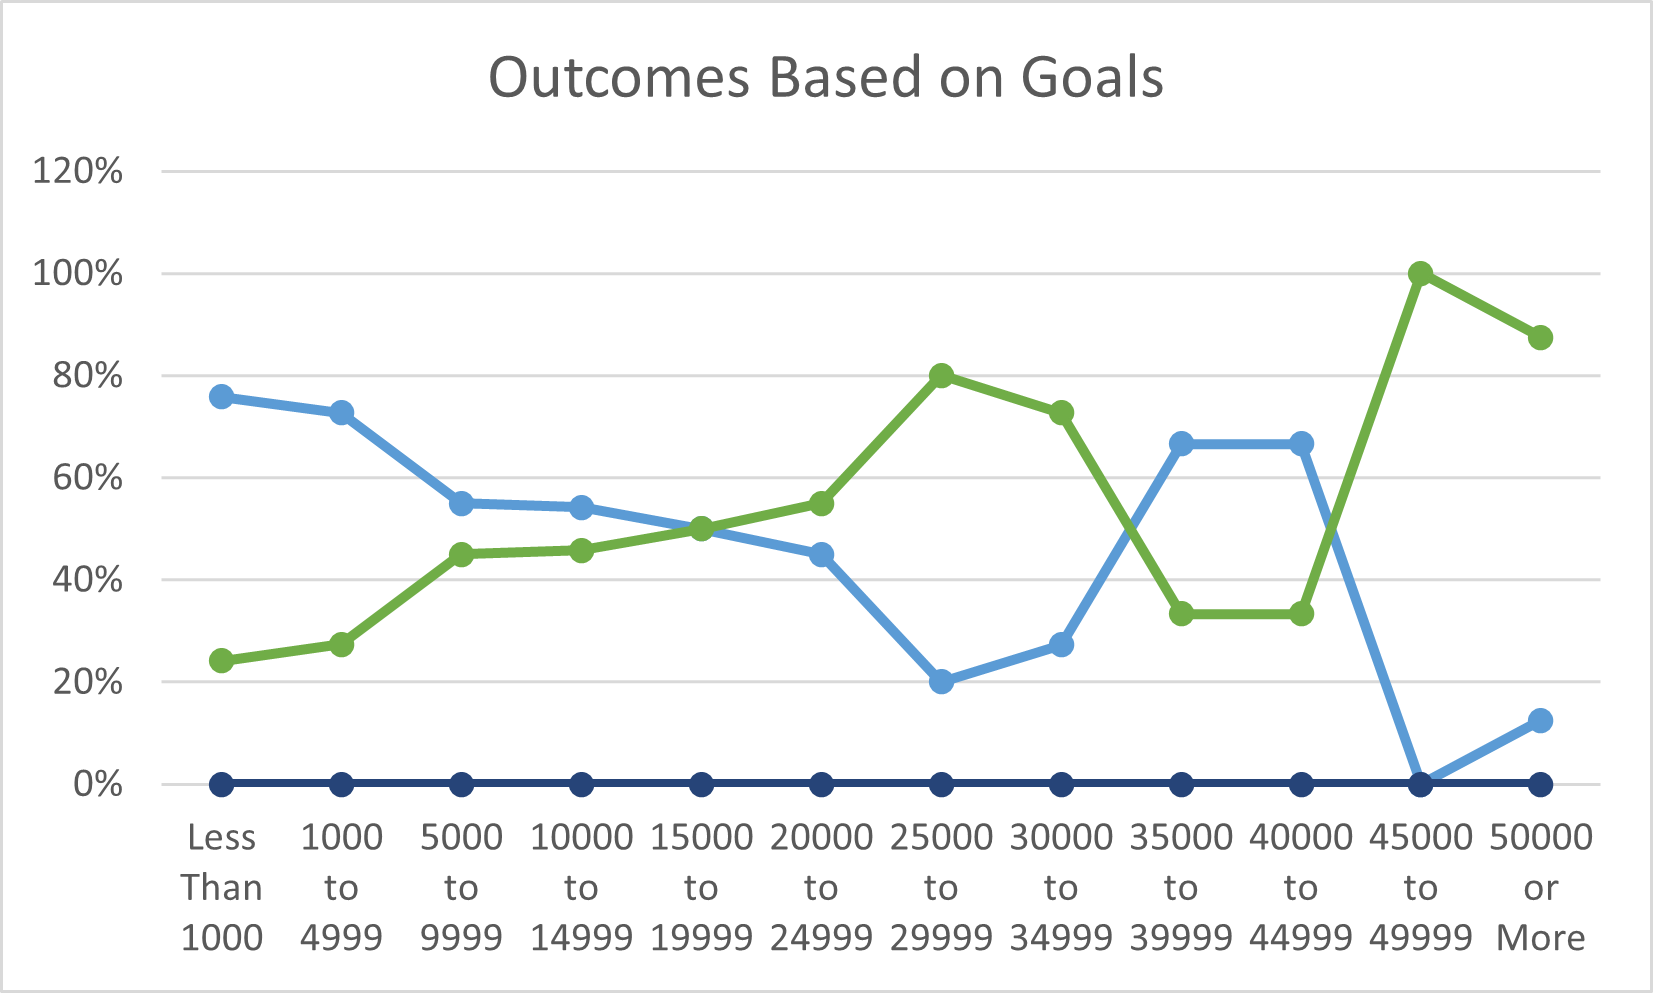 Outcomes Based on Goals
120%
100%
80%
60%
40%
20%
0%
Less Than 1000
1000 to 4999
5000 to 9999
10000 to 14999
15000 to 19999
20000 to 24999
25000 to 29999
30000 to 34999
35000 to 39999
40000 to 44999
45000 to 49999
50000 or More